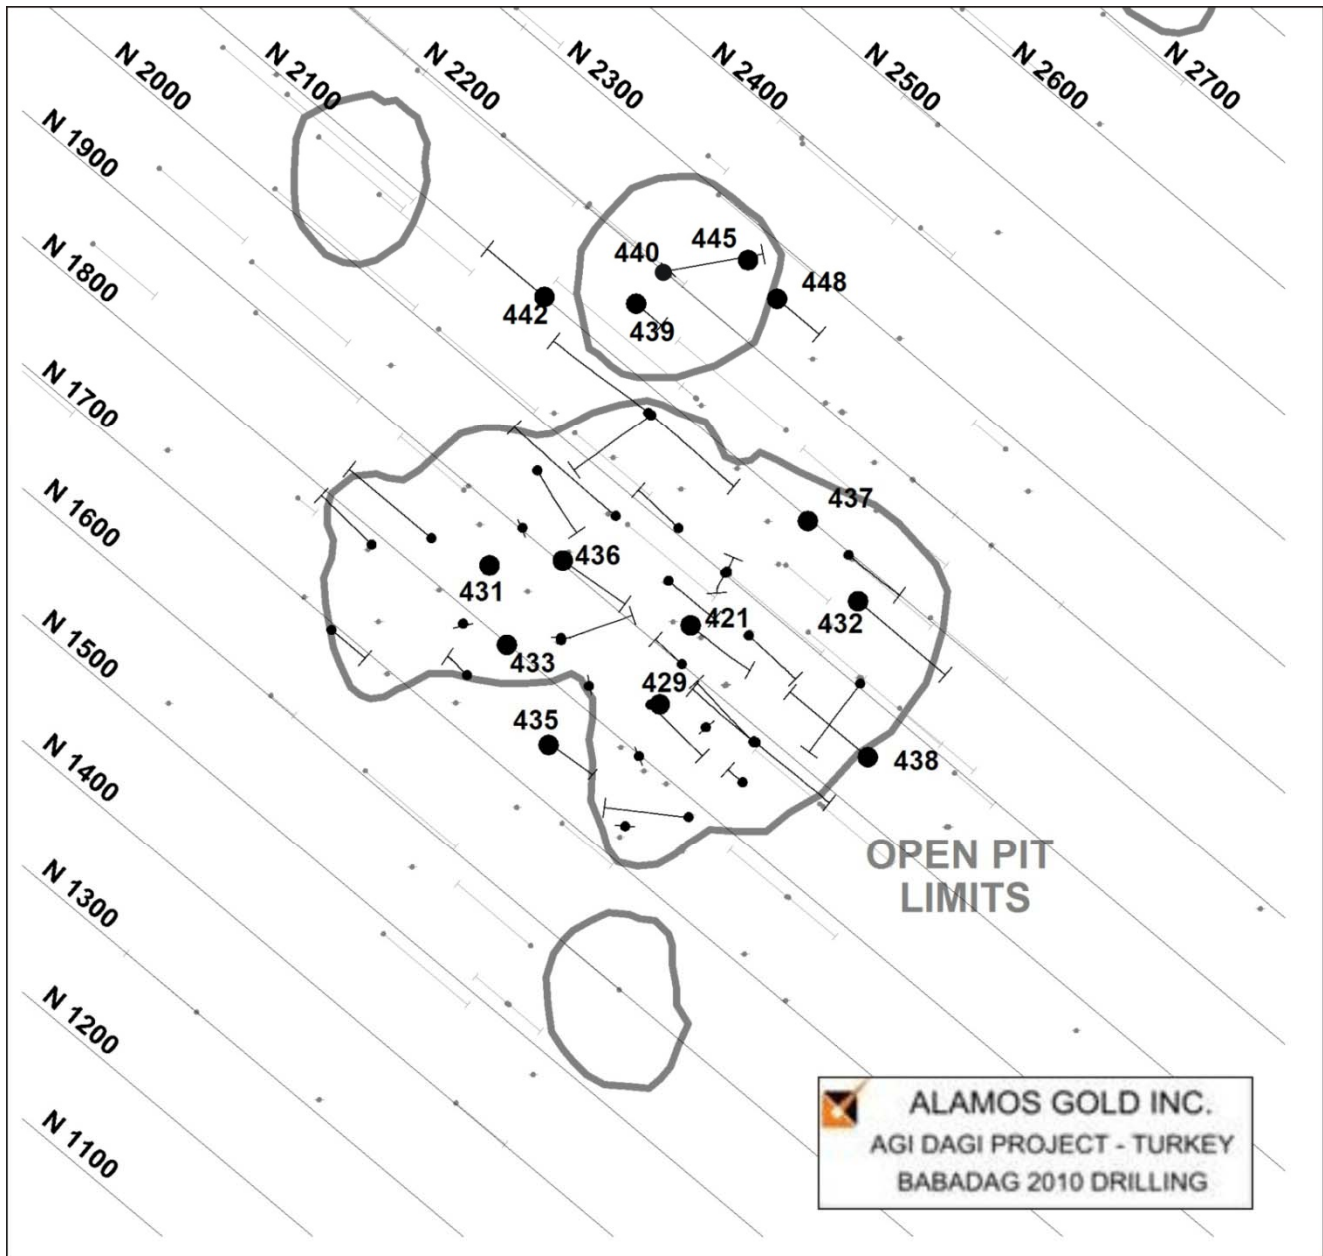 N 2000
N 2100
N 2200
N 2300
N 2400
N 2500
N 2600
N 2700
N 1900
N 1800
N 1700
N 1600
N 1500
N 1400
N 1300
N 1200
N 1100
440
445
448
442
439
437
436
431
421
432
433
429
435
438
OPEN PIT
LIMITS
ALAMOS GOLD INC.
AGI DAGI PROJECT - TURKEY
BABADAG 2010 DRILLING